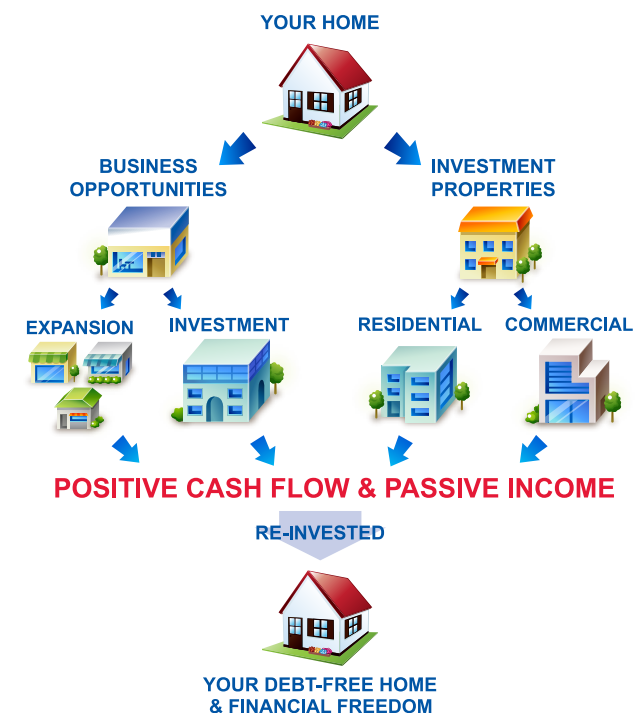 YOUR HOME
BUSINESS
OPPORTUNITIES
INVESTMENT
PROPERTIES
EXPANSION
INVESTMENT
RESIDENTIAL
COMMERCIAL
POSITIVE CASH FLOW & PASSIVE INCOME
RE-INVESTED
YOUR DEBT-FREE HOME
& FINANCIAL FREEDOM